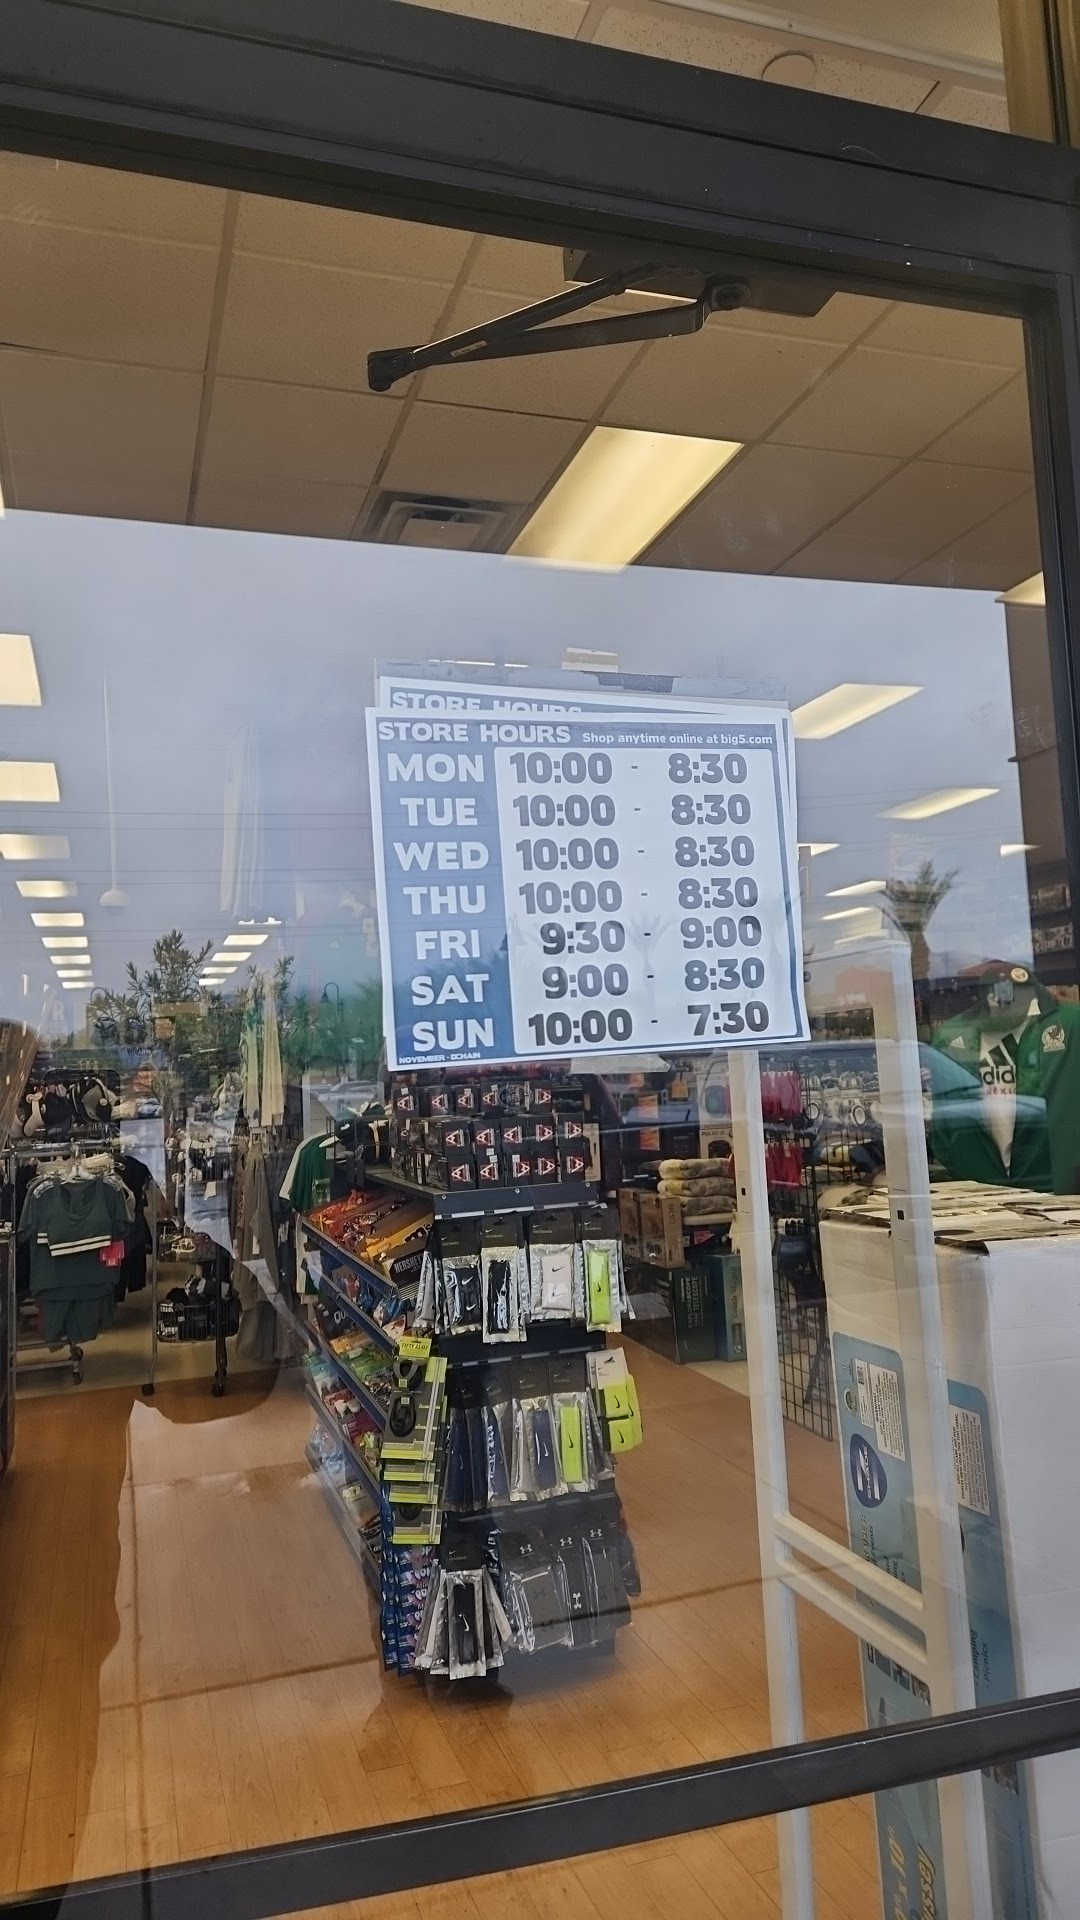 STORE HOURS
STORE HOURS Shop anytime online at big5.com
MON 10:00 - 8:30
TUE 10:00 - 8:30
WED 10:00 - 8:30
THU 10:00 - 8:30
FRI 9:30 - 9:00
SAT 9:00 - 8:30
SUN 10:00 - 7:30
NOVEMBER - ECHAIN
HERSHEY'S